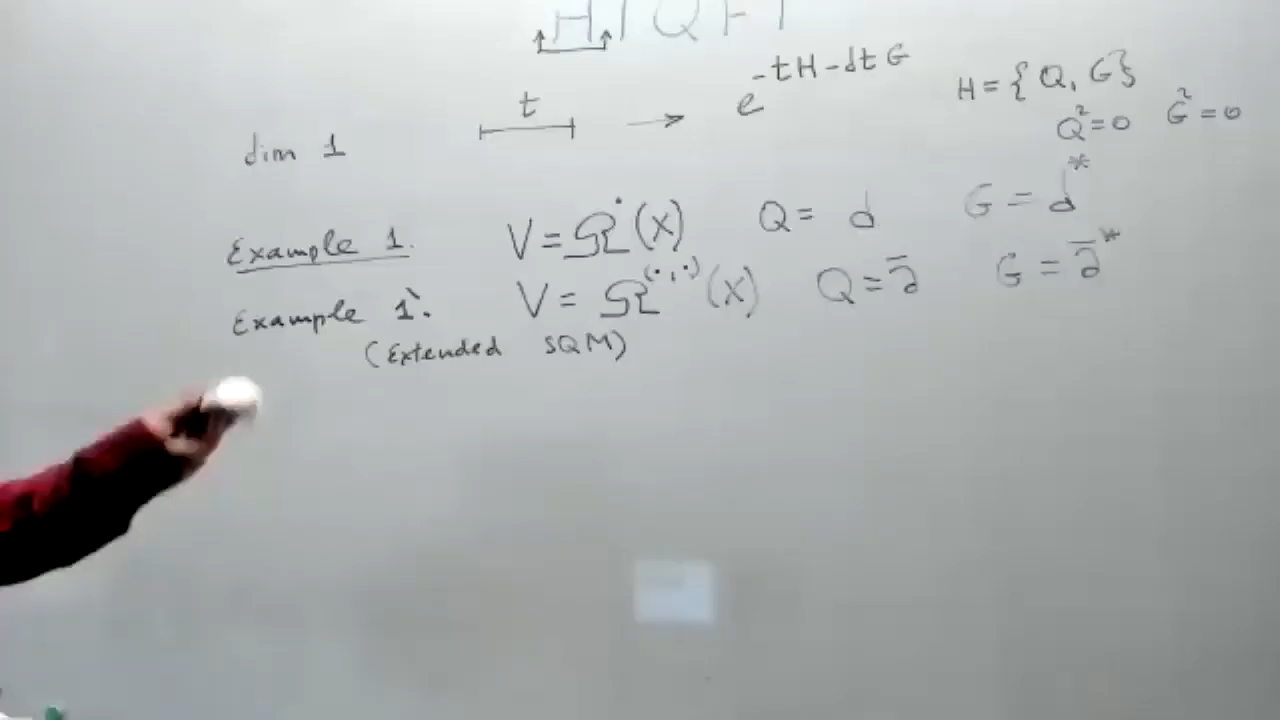 HTQFT
dim 1 t → e^{-tH-dtG} H={Q,G}
Q²=0 G²=0
Example 1. V=Ω^•(X) Q=d G=d*
Example 1`. V=Ω^(•,•)(X) Q=∂̄ G=∂̄*
(Extended SQM)